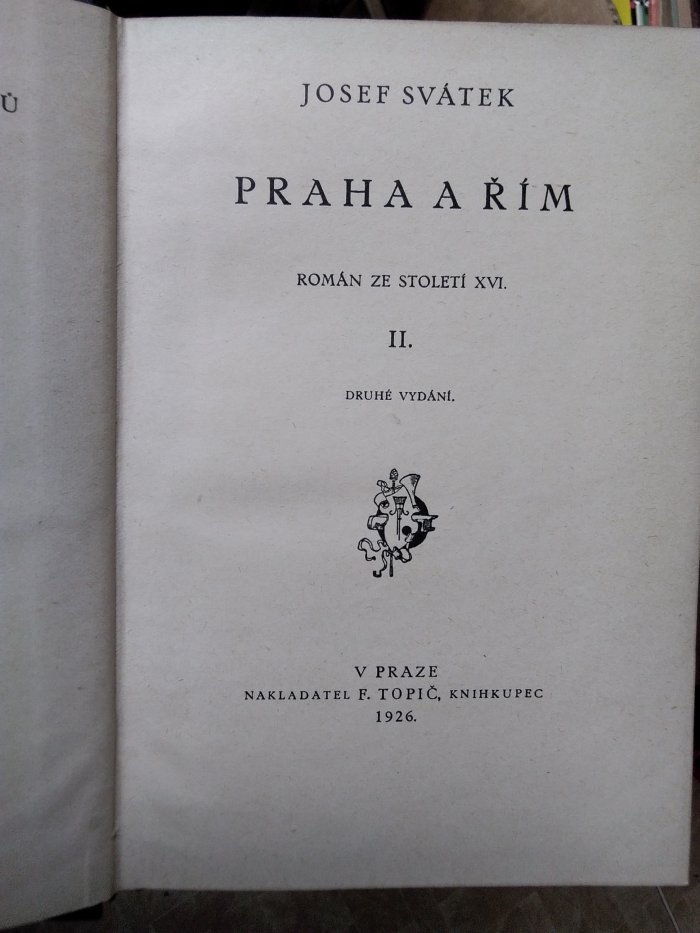 Ů
JOSEF SVÁTEK
PRAHA A ŘÍM
ROMÁN ZE STOLETÍ XVI.
II.
DRUHÉ VYDÁNÍ.
V PRAZE
NAKLADATEL F. TOPIČ, KNIHKUPEC
1926.